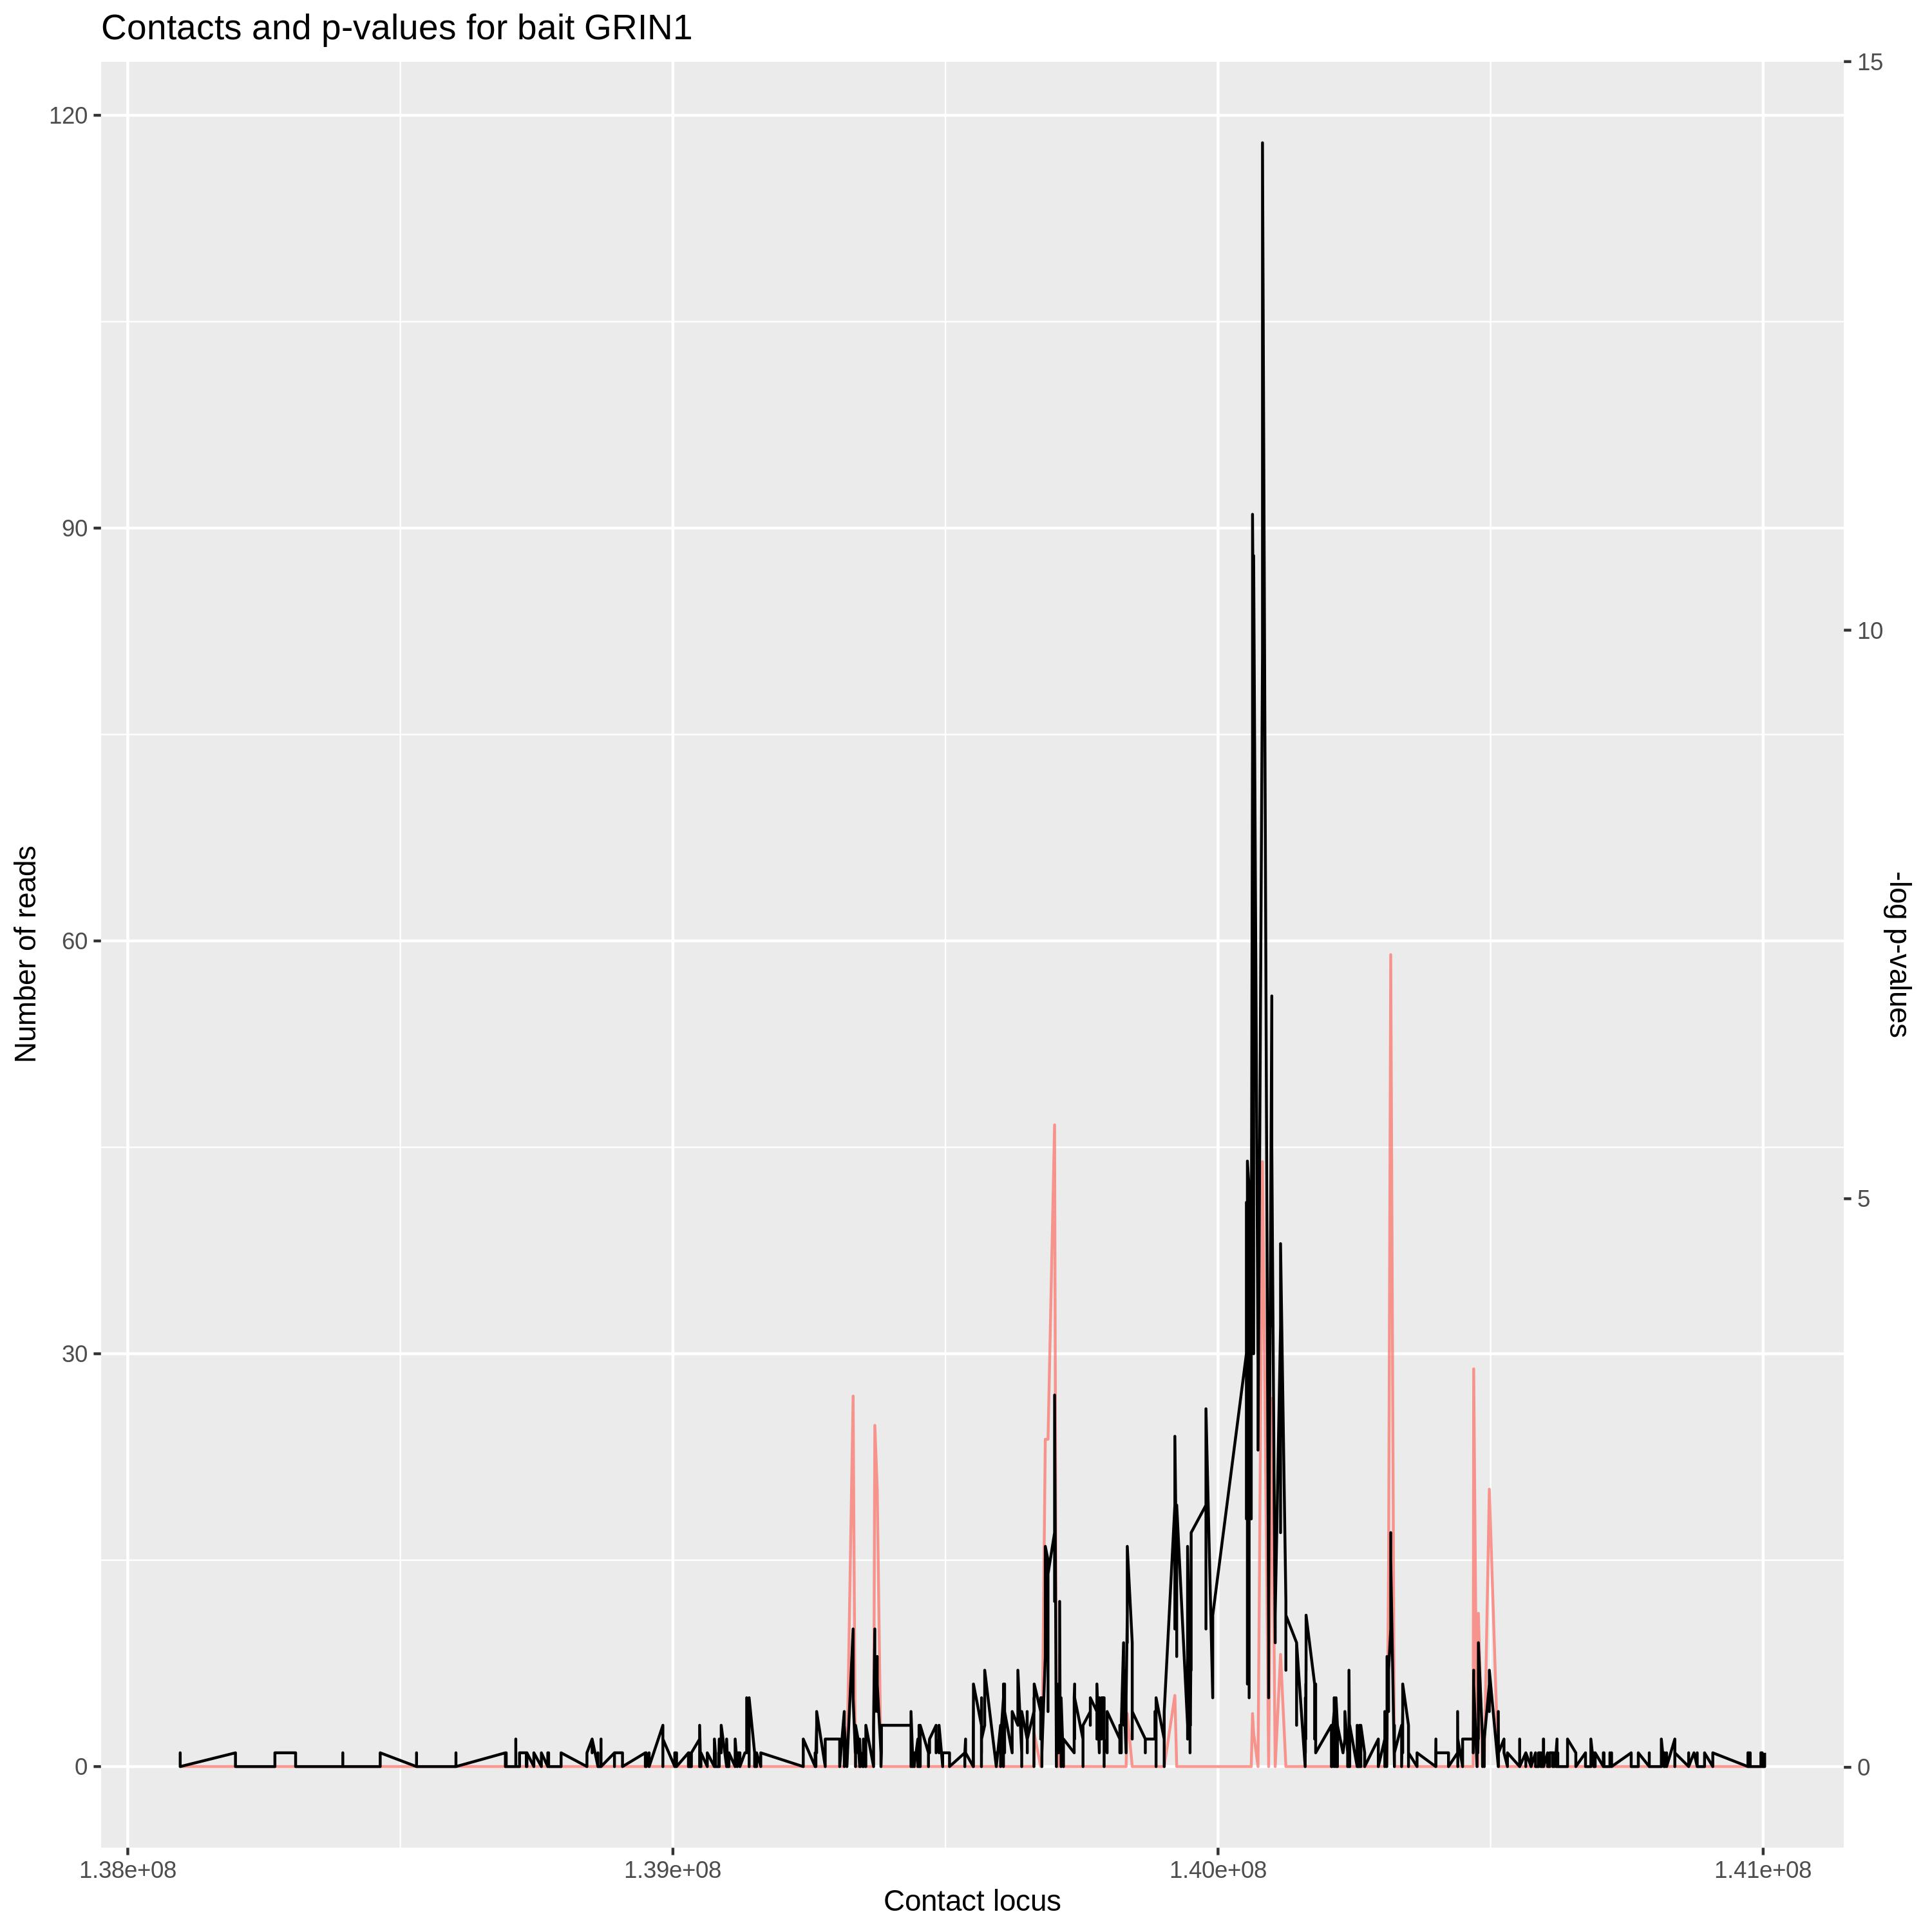 Contacts and p-values for bait GRIN1
120
90
60
30
0
Number of reads
15
10
5
0
-log p-values
1.38e+08
1.39e+08
1.40e+08
1.41e+08
Contact locus